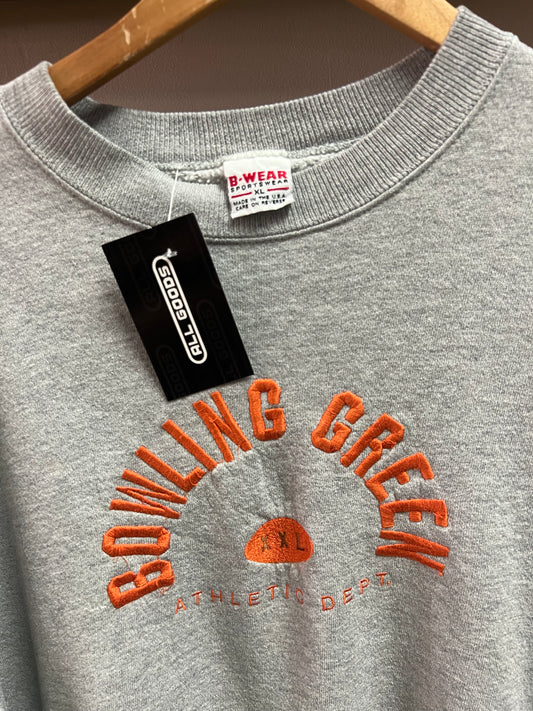 B-WEAR
SPORTSWEAR
XL
MADE IN THE U.S.A.
CARE ON REVERSE
ALL GOODS
BOWLING GREEN
XXL
ATHLETIC DEPT.